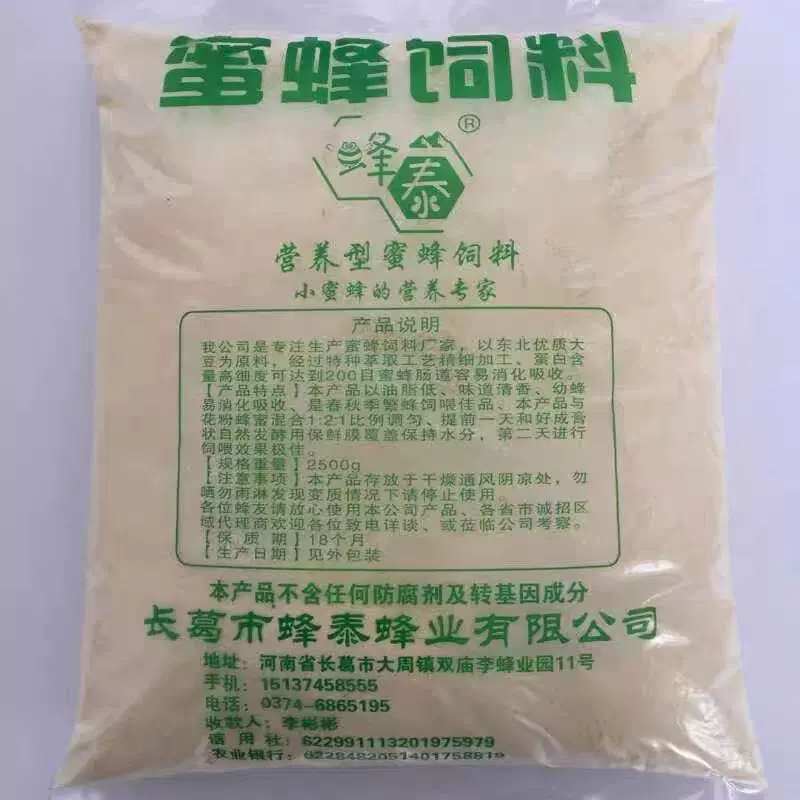 蜜蜂饲料
蜂泰®
营养型蜜蜂饲料
小蜜蜂的营养专家
产品说明
我公司是专注生产蜜蜂饲料厂家，以东北优质大
豆为原料，经过特种萃取工艺精细加工、蛋白含
量高细度可达到200目蜜蜂肠道容易消化吸收。
【产品特点】本产品以油脂低、味道清香、幼蜂
易消化吸收、是春秋季繁蜂饲喂佳品、本产品与
花粉蜂蜜混合1:2:1比例调匀、提前一天和好成膏
状自然发酵用保鲜膜覆盖保持水分，第二天进行
饲喂效果极佳。
【规格重量】2500g
【注意事项】本产品存放于干燥通风阴凉处，勿
晒勿雨淋发现变质情况下请停止使用。
各位蜂友请放心使用本公司产品、各省市诚招区
域代理商欢迎各位致电详谈、或莅临公司考察。
【保 质 期】18个月
【生产日期】见外包装
本产品不含任何防腐剂及转基因成分
长葛市蜂泰蜂业有限公司
地址：河南省长葛市大周镇双庙李蜂业园11号
手机：15137458555
电话：0374-6865195
收款人：李彬彬
信用社：622991113201975979
农业银行：6228482051401758819